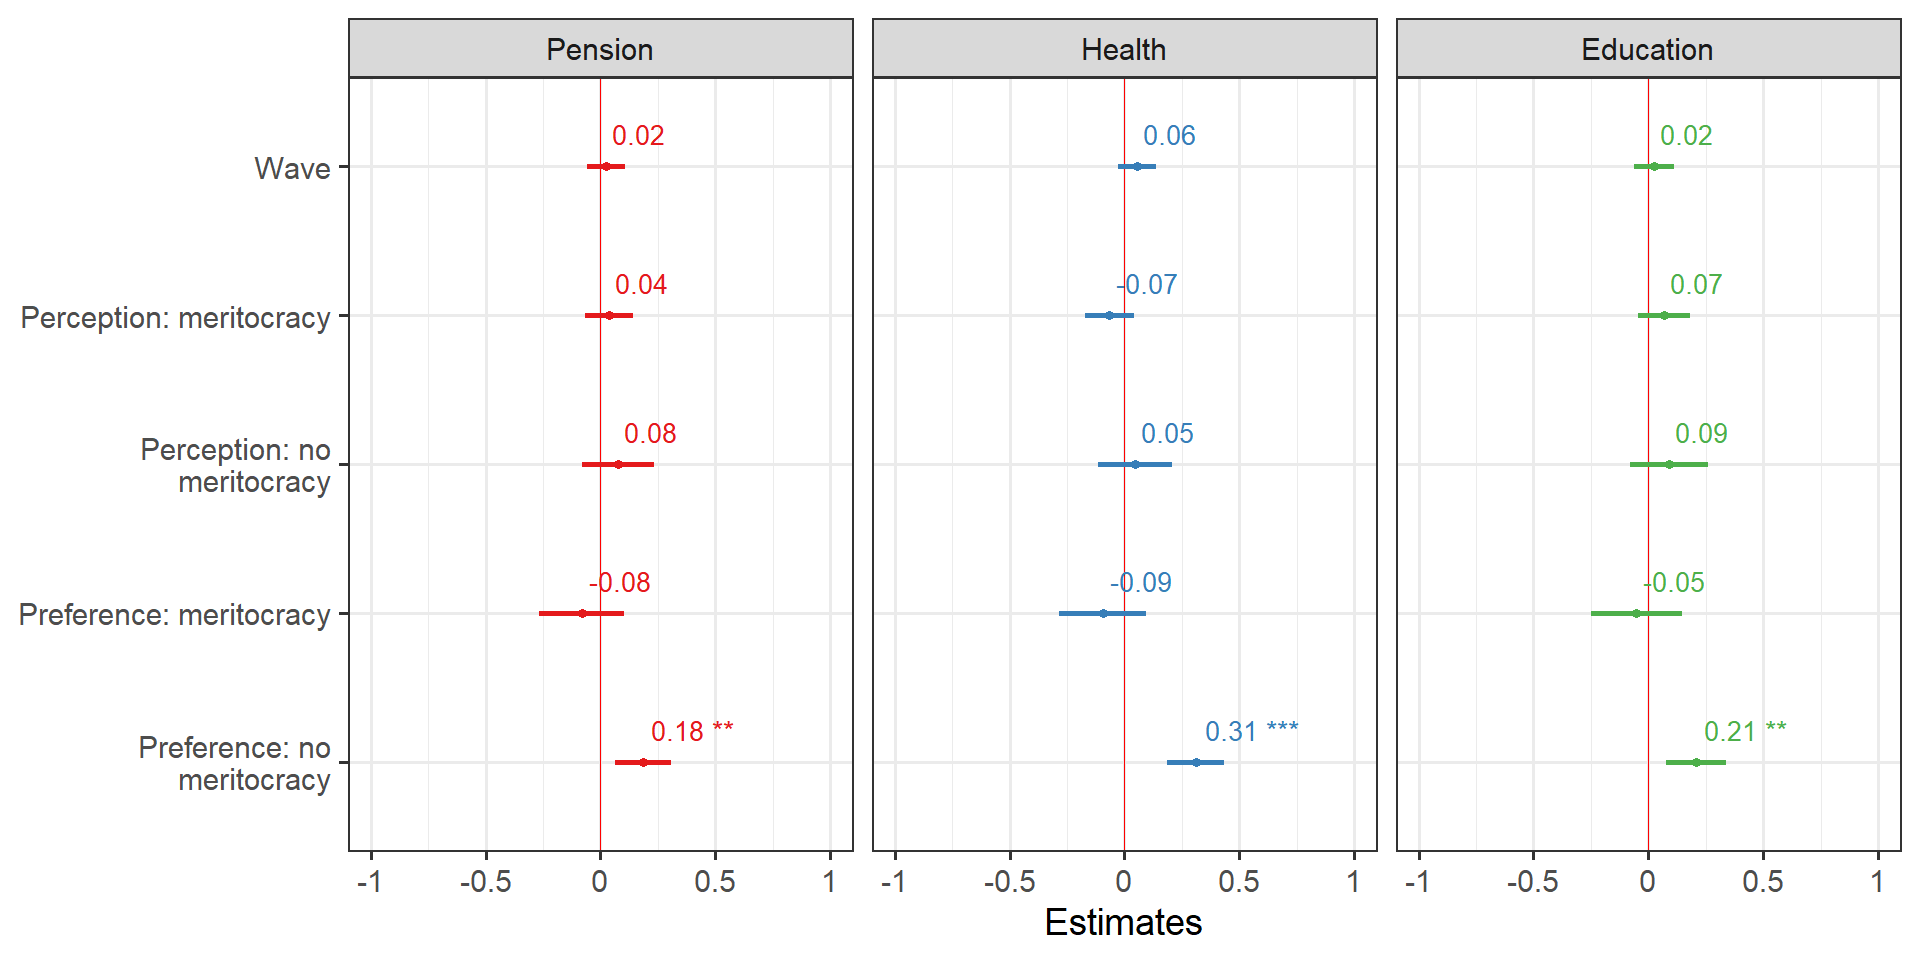 Pension Health Education
Wave 0.02 0.06 0.02
Perception: meritocracy 0.04 -0.07 0.07
Perception: no
meritocracy 0.08 0.05 0.09
Preference: meritocracy -0.08 -0.09 -0.05
Preference: no
meritocracy 0.18 ** 0.31 *** 0.21 **
-1 -0.5 0 0.5 1 -1 -0.5 0 0.5 1 -1 -0.5 0 0.5 1
Estimates